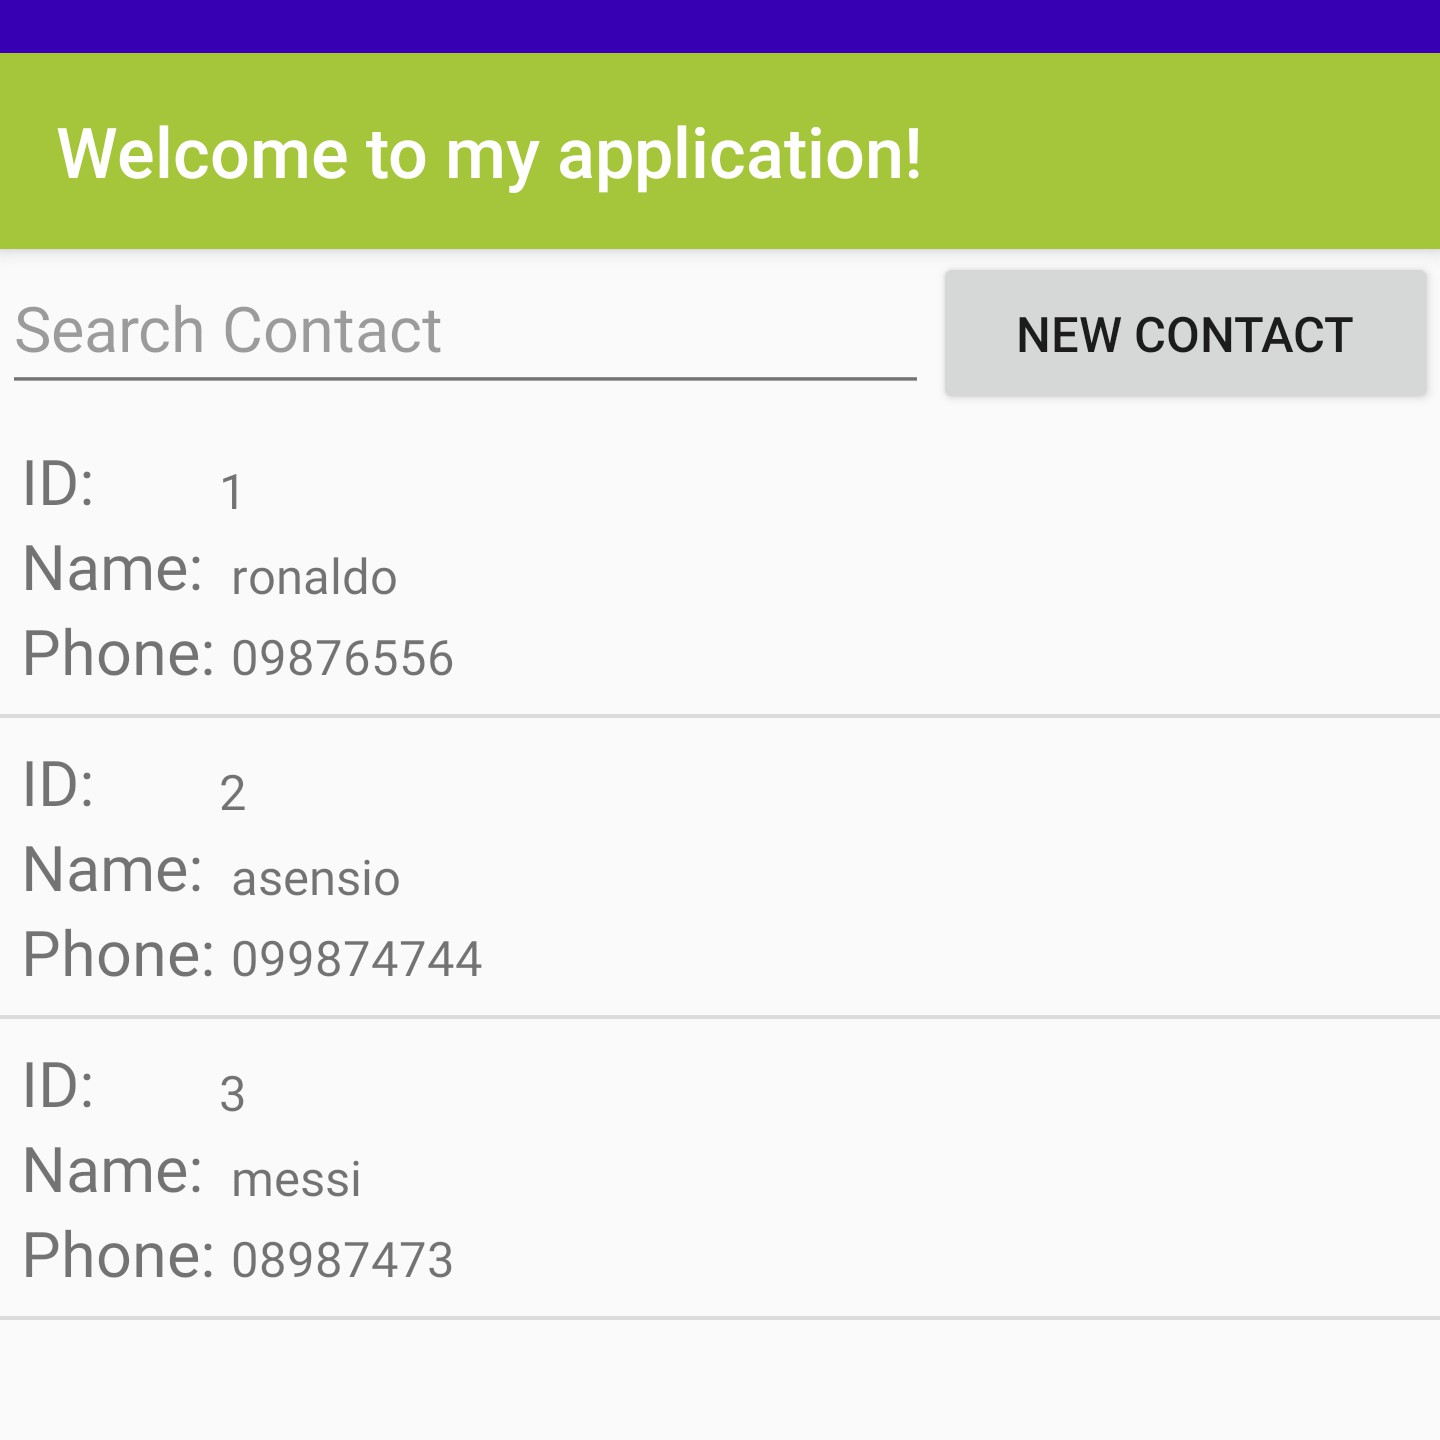 Welcome to my application!
Search Contact NEW CONTACT
ID: 1
Name: ronaldo
Phone: 09876556
ID: 2
Name: asensio
Phone: 099874744
ID: 3
Name: messi
Phone: 08987473